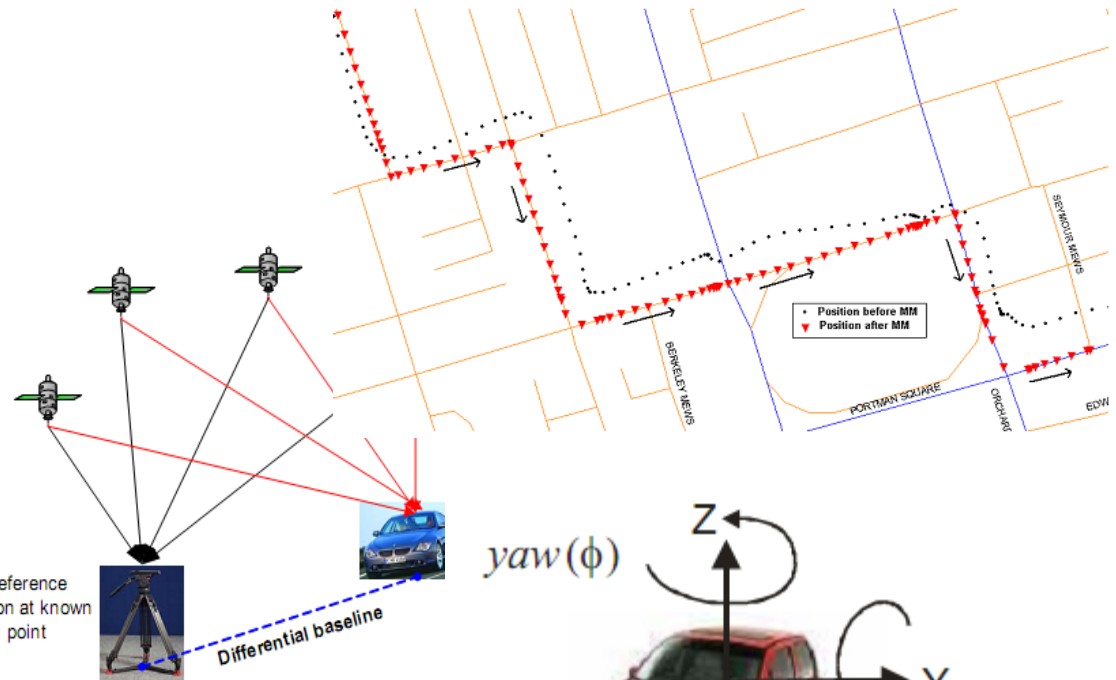 SEYMOUR MEWS
Position before MM
Position after MM
BERKELEY MEWS
PORTMAN SQUARE
ORCHARD
EDW
yaw (ϕ)
Z
Y
eference
on at known
point
Differential baseline